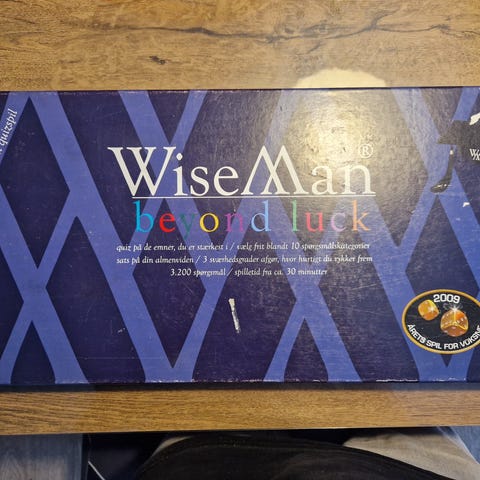 quizspil
WiseMan®
beyond luck
quiz på de emner, du er stærkest i / vælg frit blandt 10 spørgsmålskategorier
sats på din almenviden / 3 sværhedsgrader afgør, hvor hurtigt du rykker frem
3.200 spørgsmål / spilletid fra ca. 30 minutter
2009
ÅRETS SPIL FOR VOKSNE